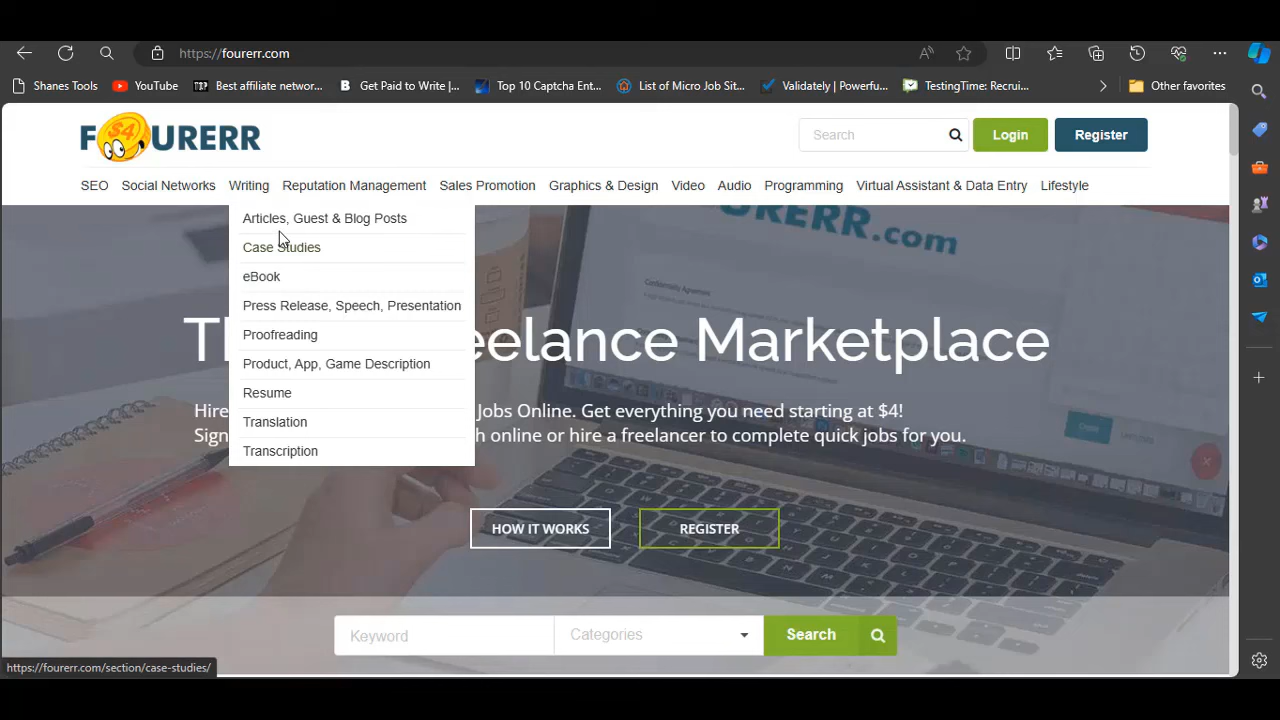 https://fourerr.com
Shanes Tools
YouTube
Best affiliate networ...
Get Paid to Write |...
Top 10 Captcha Ent...
List of Micro Job Sit...
Validately | Powerfu...
TestingTime: Recrui...
Other favorites
F$4URERR
Search
Login
Register
SEO
Social Networks
Writing
Reputation Management
Sales Promotion
Graphics & Design
Video
Audio
Programming
Virtual Assistant & Data Entry
Lifestyle
Articles, Guest & Blog Posts
Case Studies
eBook
Press Release, Speech, Presentation
Proofreading
Product, App, Game Description
Resume
Translation
Transcription
URERR.com
Th eelance Marketplace
Hire Jobs Online. Get everything you need starting at $4!
Sign h online or hire a freelancer to complete quick jobs for you.
HOW IT WORKS
REGISTER
Keyword
Categories
Search
https://fourerr.com/section/case-studies/